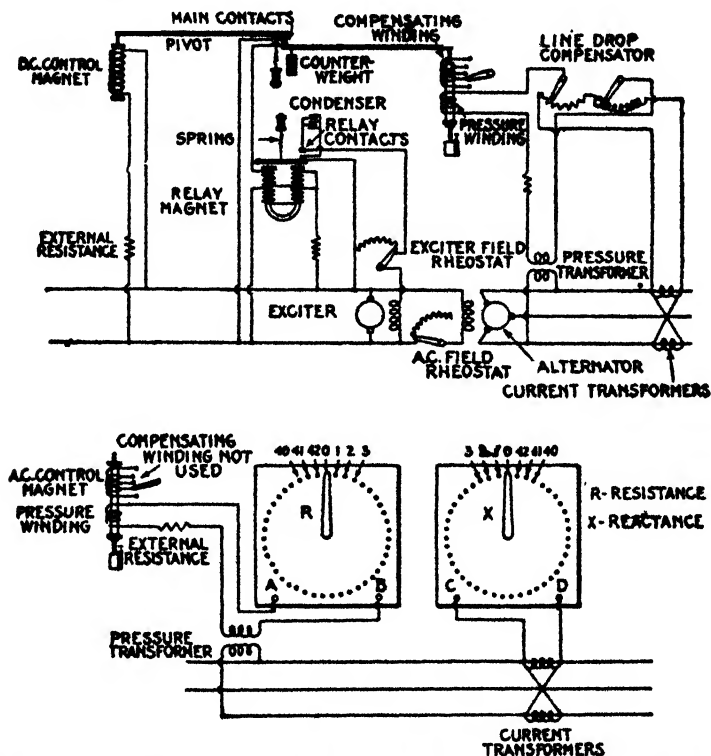 MAIN CONTACTS
PIVOT
D.C. CONTROL
MAGNET
COMPENSATING
WINDING
COUNTER-
WEIGHT
LINE DROP
COMPENSATOR
CONDENSER
SPRING
RELAY
CONTACTS
PRESSURE
WINDING
RELAY
MAGNET
EXTERNAL
RESISTANCE
EXCITER FIELD
RHEOSTAT
PRESSURE
TRANSFORMER
EXCITER
A.C. FIELD
RHEOSTAT
ALTERNATOR
CURRENT TRANSFORMERS
COMPENSATING
WINDING NOT
USED
A.C. CONTROL
MAGNET
PRESSURE
WINDING
EXTERNAL
RESISTANCE
40 41 42 0 1 2 3
R
A B
3 0 42 41 40
X
C D
R-RESISTANCE
X-REACTANCE
PRESSURE
TRANSFORMER
CURRENT
TRANSFORMERS